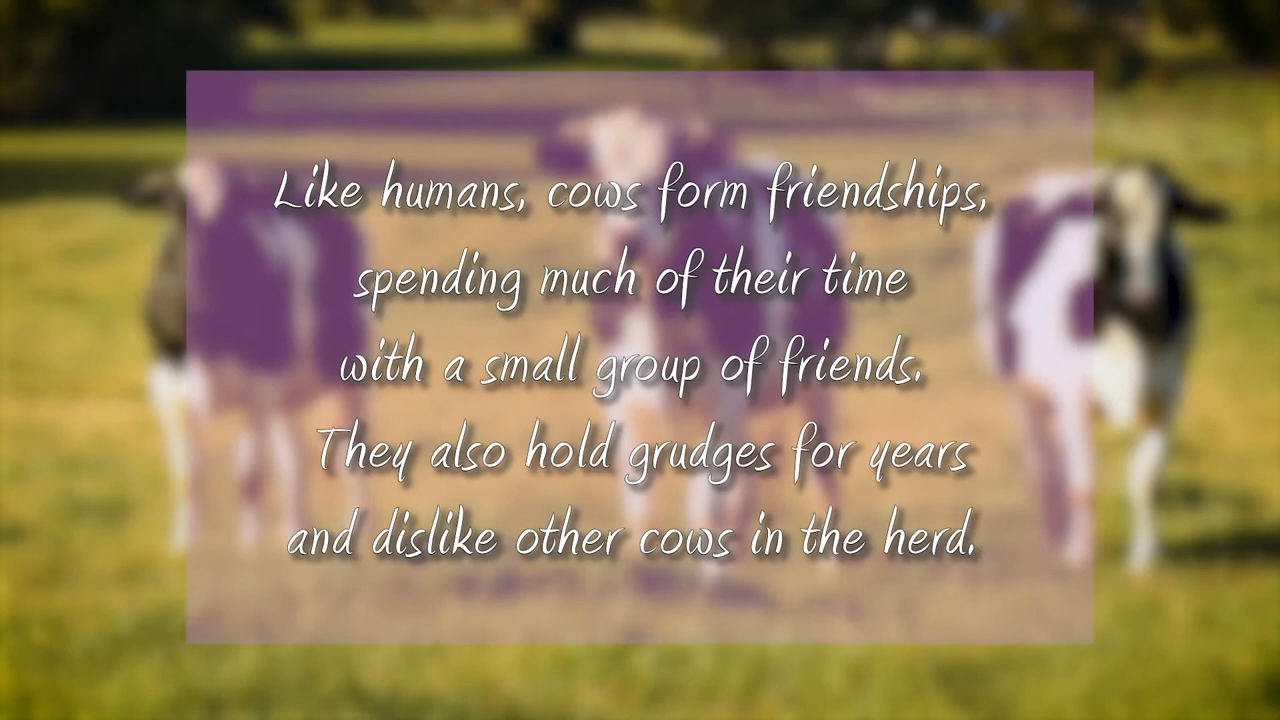 Like humans, cows form friendships,
spending much of their time
with a small group of friends.
They also hold grudges for years
and dislike other cows in the herd.